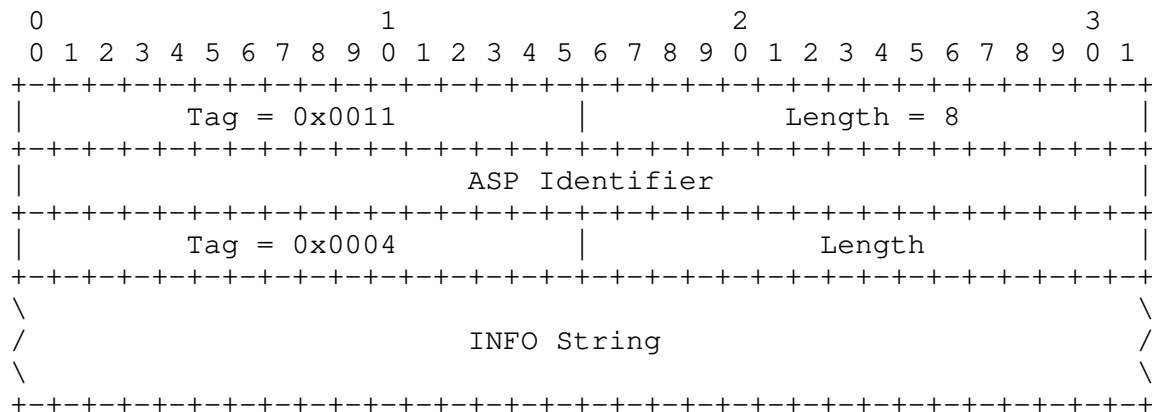 0                   1                   2                   3
 0 1 2 3 4 5 6 7 8 9 0 1 2 3 4 5 6 7 8 9 0 1 2 3 4 5 6 7 8 9 0 1
+-+-+-+-+-+-+-+-+-+-+-+-+-+-+-+-+-+-+-+-+-+-+-+-+-+-+-+-+-+-+-+-+
|         Tag = 0x0011          |           Length = 8          |
+-+-+-+-+-+-+-+-+-+-+-+-+-+-+-+-+-+-+-+-+-+-+-+-+-+-+-+-+-+-+-+-+
|                         ASP Identifier                        |
+-+-+-+-+-+-+-+-+-+-+-+-+-+-+-+-+-+-+-+-+-+-+-+-+-+-+-+-+-+-+-+-+
|         Tag = 0x0004          |             Length            |
+-+-+-+-+-+-+-+-+-+-+-+-+-+-+-+-+-+-+-+-+-+-+-+-+-+-+-+-+-+-+-+-+
\                                                               \
/                         INFO String                           /
\                                                               \
+-+-+-+-+-+-+-+-+-+-+-+-+-+-+-+-+-+-+-+-+-+-+-+-+-+-+-+-+-+-+-+-+